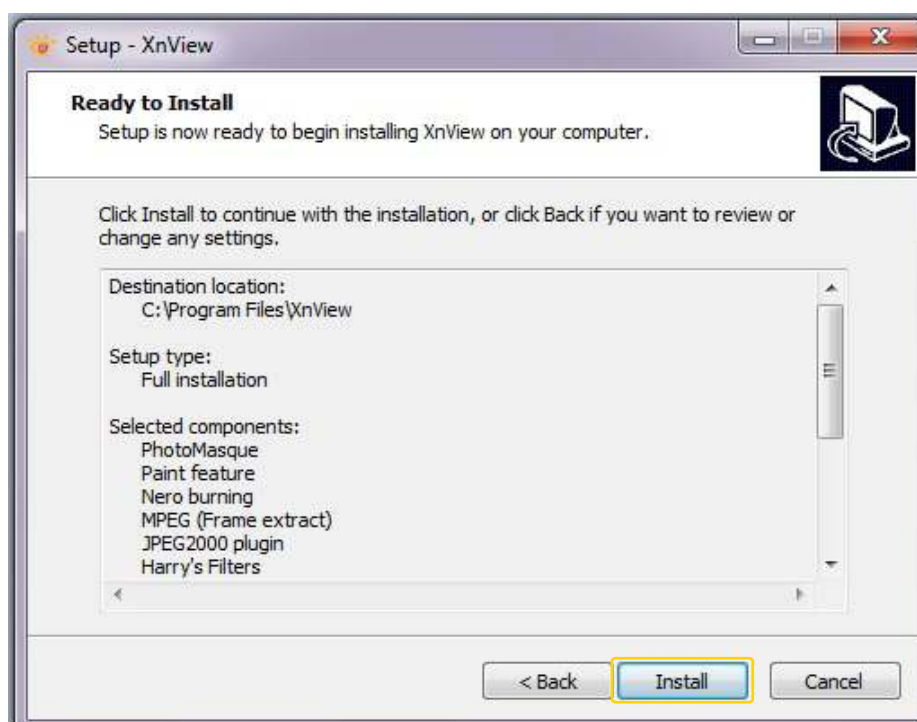 Setup - XnView
Ready to Install
Setup is now ready to begin installing XnView on your computer.
Click Install to continue with the installation, or click Back if you want to review or
change any settings.
Destination location:
C:\Program Files\XnView
Setup type:
Full installation
Selected components:
PhotoMasque
Paint feature
Nero burning
MPEG (Frame extract)
JPEG2000 plugin
Harry's Filters
< Back
Install
Cancel